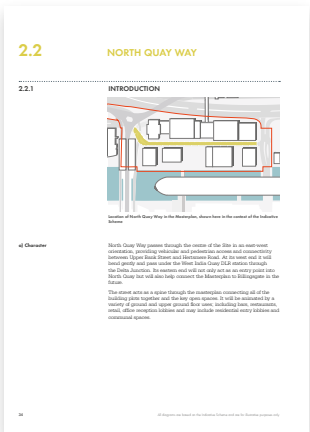 2.2
NORTH QUAY WAY
2.2.1
INTRODUCTION
Location of North Quay Way in the Masterplan, shown here in the context of the Indicative
Scheme
a) Character
North Quay Way passes through the centre of the Site in an east-west
orientation, providing vehicular and pedestrian access and connectivity
between Upper Bank Street and Hertsmere Road. At its west end it will
bend gently and pass under the West India Quay DLR station through
the Delta Junction. Its eastern end will not only act as an entry point into
North Quay but will also help connect the Masterplan to Billingsgate in the
future.
The street acts as a spine through the masterplan connecting all of the
building plots together and the key open spaces. It will be animated by a
variety of ground and upper ground floor uses; including bars, restaurants,
retail, office reception lobbies and may include residential entry lobbies and
communal spaces.
All diagrams are based on the Indicative Scheme and are for illustrative purposes only